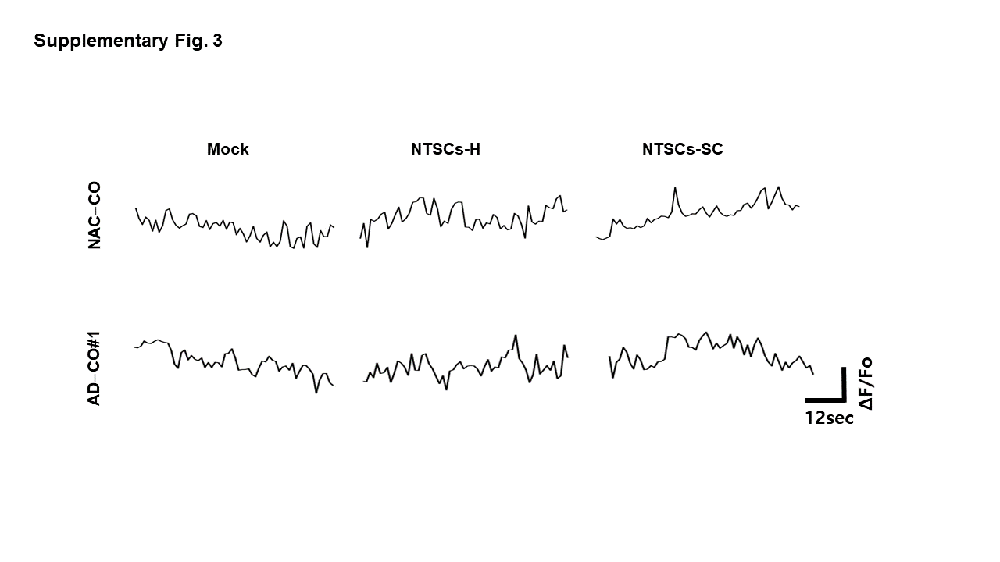 Supplementary Fig. 3
Mock
NTSCs-H
NTSCs-SC
NAC–CO
AD–CO#1
ΔF/Fo
12sec